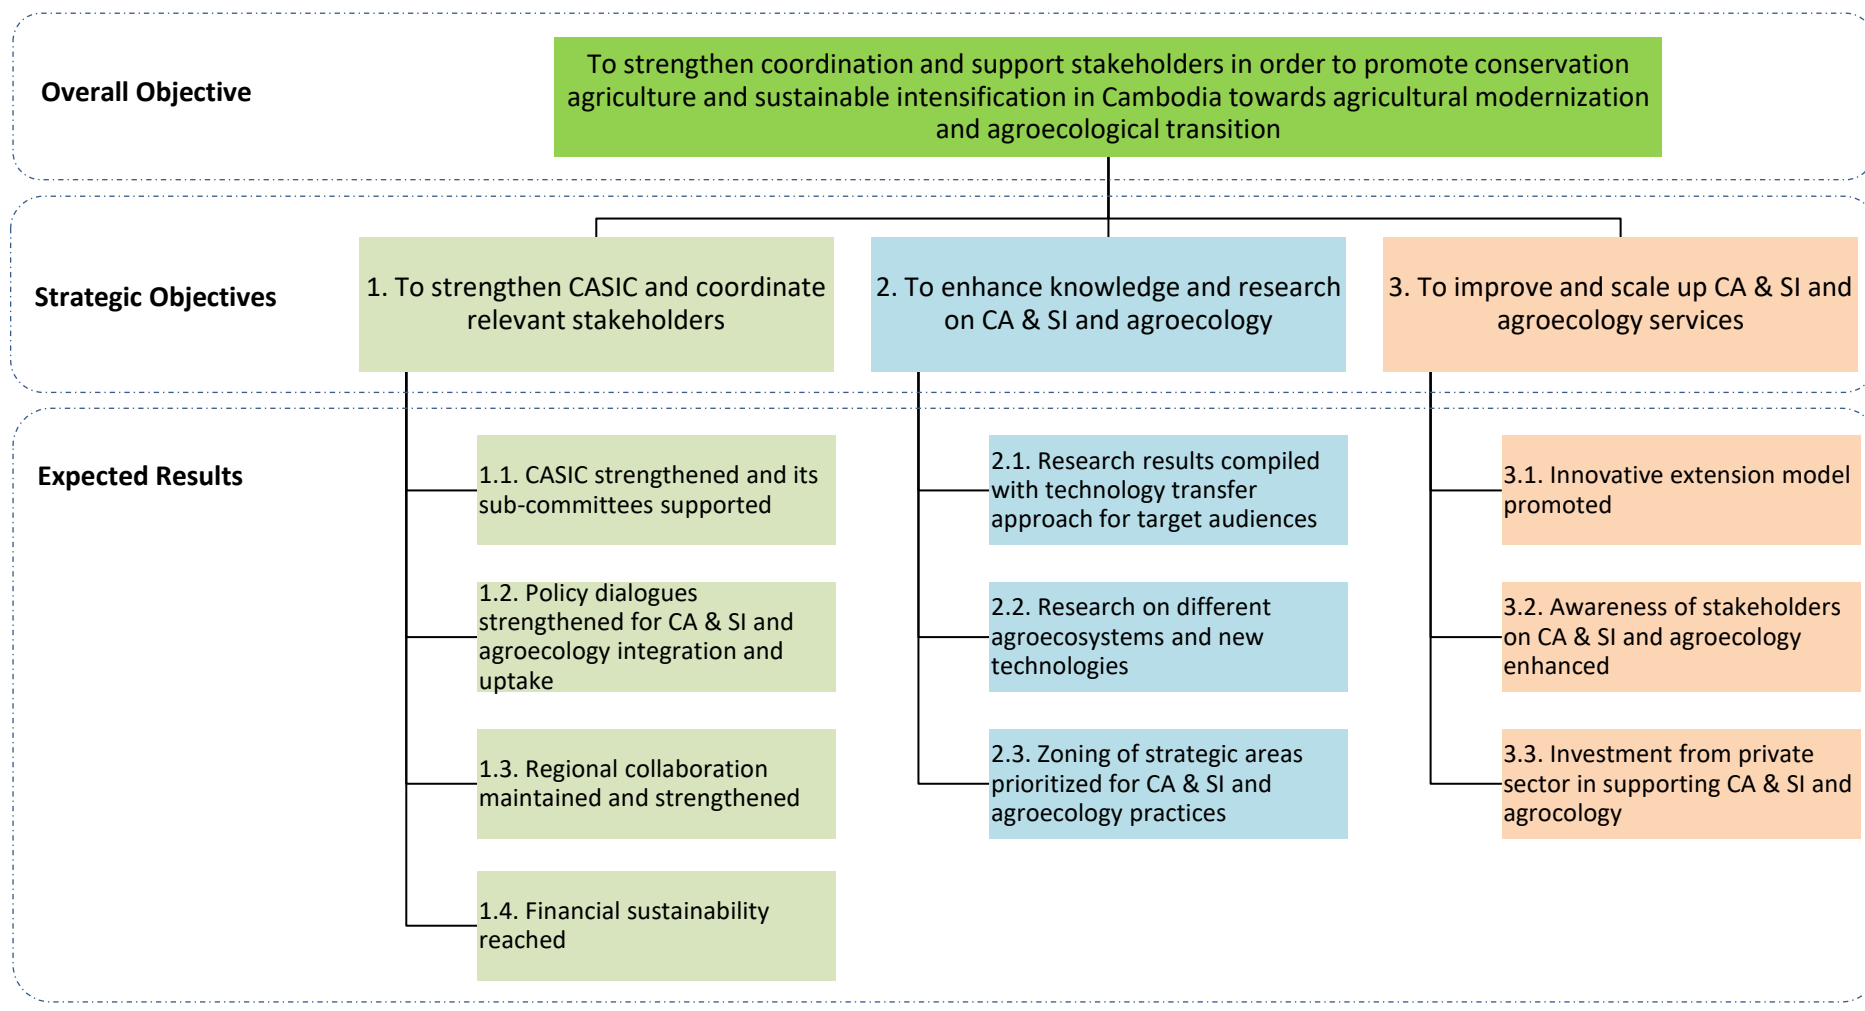 Overall Objective
To strengthen coordination and support stakeholders in order to promote conservation
agriculture and sustainable intensification in Cambodia towards agricultural modernization
and agroecological transition
Strategic Objectives
1. To strengthen CASIC and coordinate
relevant stakeholders
2. To enhance knowledge and research
on CA & SI and agroecology
3. To improve and scale up CA & SI and
agroecology services
Expected Results
1.1. CASIC strengthened and its
sub-committees supported
1.2. Policy dialogues
strengthened for CA & SI and
agroecology integration and
uptake
1.3. Regional collaboration
maintained and strengthened
1.4. Financial sustainability
reached
2.1. Research results compiled
with technology transfer
approach for target audiences
2.2. Research on different
agroecosystems and new
technologies
2.3. Zoning of strategic areas
prioritized for CA & SI and
agroecology practices
3.1. Innovative extension model
promoted
3.2. Awareness of stakeholders
on CA & SI and agroecology
enhanced
3.3. Investment from private
sector in supporting CA & SI and
agrocology